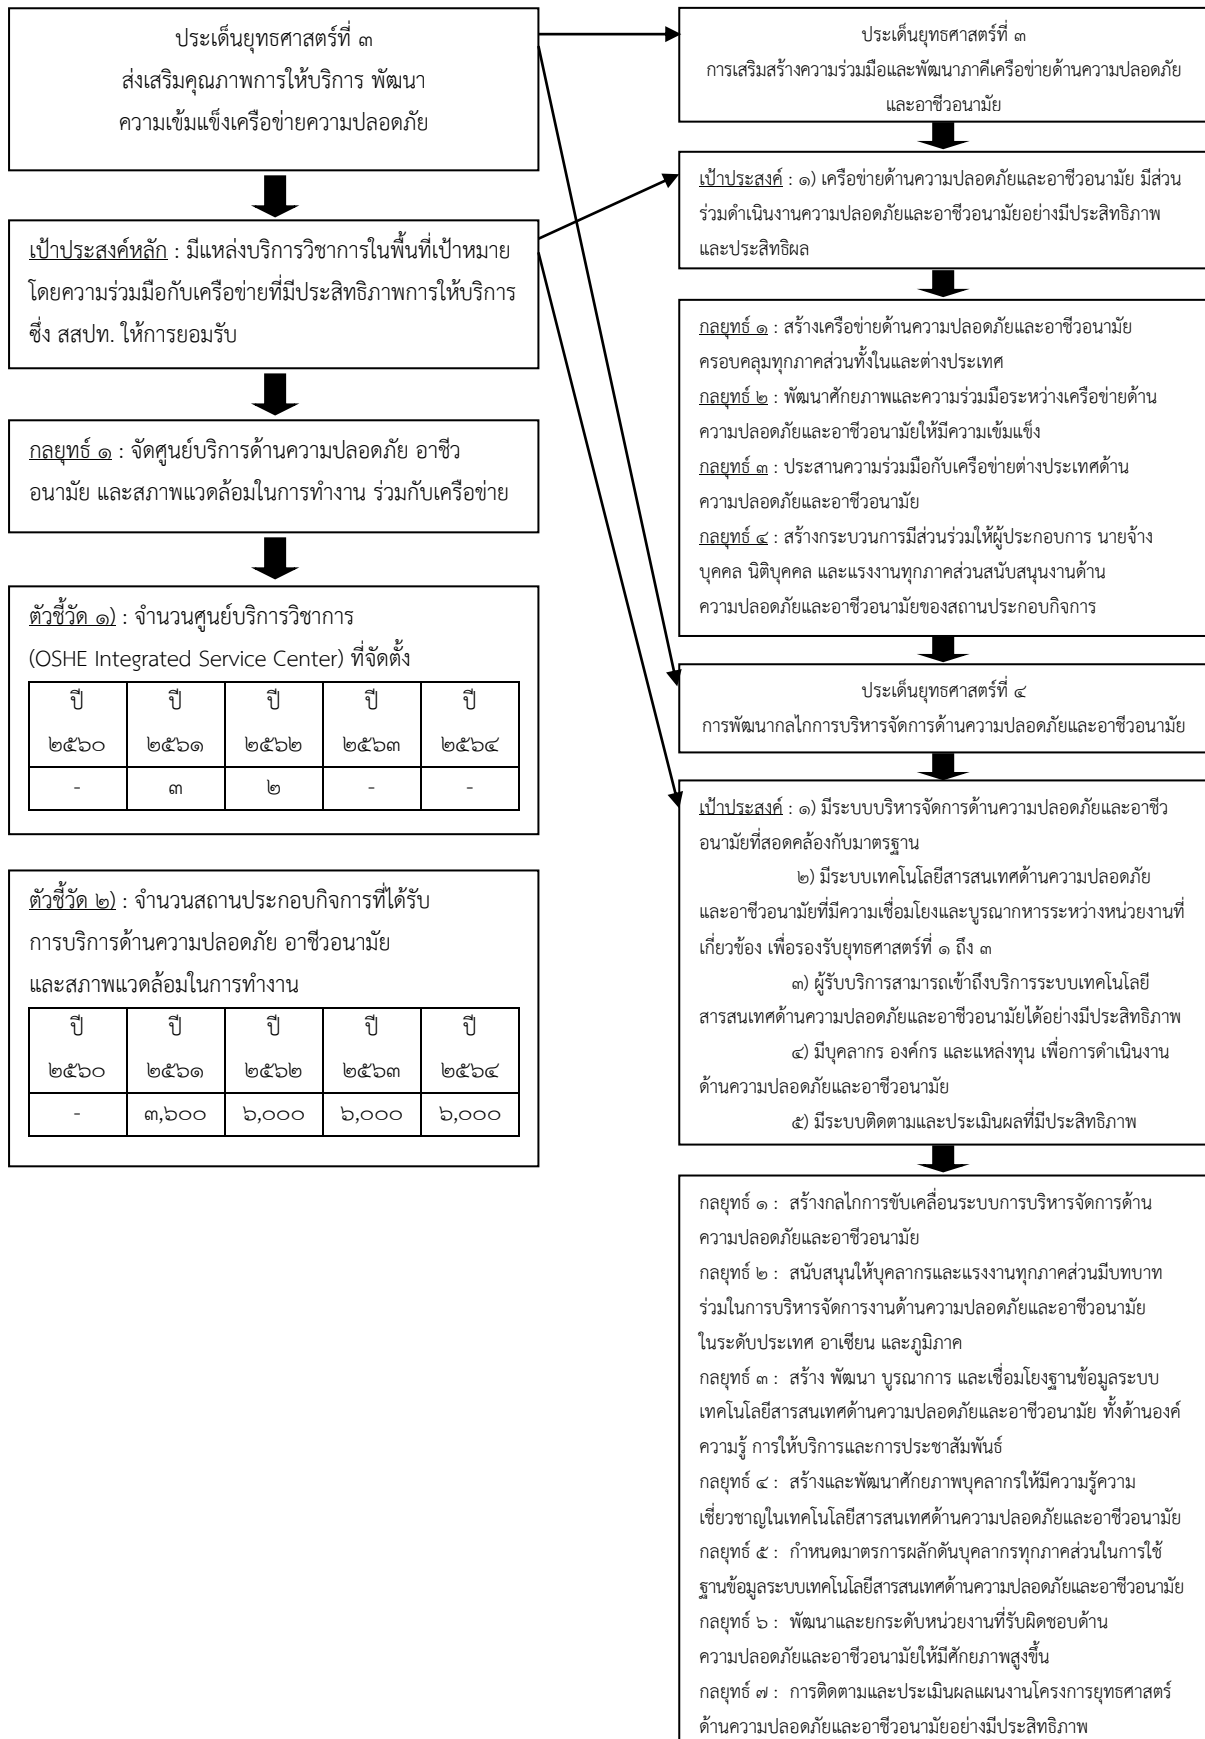 ประเด็นยุทธศาสตร์ที่ ๓
ส่งเสริมคุณภาพการให้บริการ พัฒนา
ความเข้มแข็งเครือข่ายความปลอดภัย
เป้าประสงค์หลัก : มีแหล่งบริการวิชาการในพื้นที่เป้าหมาย
โดยความร่วมมือกับเครือข่ายที่มีประสิทธิภาพการให้บริการ
ซึ่ง สสปท. ให้การยอมรับ
กลยุทธ์ ๑ : จัดศูนย์บริการด้านความปลอดภัย อาชีว
อนามัย และสภาพแวดล้อมในการทำงาน ร่วมกับเครือข่าย
ตัวชี้วัด ๑) : จำนวนศูนย์บริการวิชาการ
(OSHE Integrated Service Center) ที่จัดตั้ง
ปี ปี ปี ปี ปี
๒๕๖๐ ๒๕๖๑ ๒๕๖๒ ๒๕๖๓ ๒๕๖๔
- ๓ ๒ - -
ตัวชี้วัด ๒) : จำนวนสถานประกอบกิจการที่ได้รับ
การบริการด้านความปลอดภัย อาชีวอนามัย
และสภาพแวดล้อมในการทำงาน
ปี ปี ปี ปี ปี
๒๕๖๐ ๒๕๖๑ ๒๕๖๒ ๒๕๖๓ ๒๕๖๔
- ๓,๖๐๐ ๖,๐๐๐ ๖,๐๐๐ ๖,๐๐๐
ประเด็นยุทธศาสตร์ที่ ๓
การเสริมสร้างความร่วมมือและพัฒนาภาคีเครือข่ายด้านความปลอดภัย
และอาชีวอนามัย
เป้าประสงค์ : ๑) เครือข่ายด้านความปลอดภัยและอาชีวอนามัย มีส่วน
ร่วมดำเนินงานความปลอดภัยและอาชีวอนามัยอย่างมีประสิทธิภาพ
และประสิทธิผล
กลยุทธ์ ๑ : สร้างเครือข่ายด้านความปลอดภัยและอาชีวอนามัย
ครอบคลุมทุกภาคส่วนทั้งในและต่างประเทศ
กลยุทธ์ ๒ : พัฒนาศักยภาพและความร่วมมือระหว่างเครือข่ายด้าน
ความปลอดภัยและอาชีวอนามัยให้มีความเข้มแข็ง
กลยุทธ์ ๓ : ประสานความร่วมมือกับเครือข่ายต่างประเทศด้าน
ความปลอดภัยและอาชีวอนามัย
กลยุทธ์ ๔ : สร้างกระบวนการมีส่วนร่วมให้ผู้ประกอบการ นายจ้าง
บุคคล นิติบุคคล และแรงงานทุกภาคส่วนสนับสนุนงานด้าน
ความปลอดภัยและอาชีวอนามัยของสถานประกอบกิจการ
ประเด็นยุทธศาสตร์ที่ ๔
การพัฒนากลไกการบริหารจัดการด้านความปลอดภัยและอาชีวอนามัย
เป้าประสงค์ : ๑) มีระบบบริหารจัดการด้านความปลอดภัยและอาชีว
อนามัยที่สอดคล้องกับมาตรฐาน
๒) มีระบบเทคโนโลยีสารสนเทศด้านความปลอดภัย
และอาชีวอนามัยที่มีความเชื่อมโยงและบูรณากหารระหว่างหน่วยงานที่
เกี่ยวข้อง เพื่อรองรับยุทธศาสตร์ที่ ๑ ถึง ๓
๓) ผู้รับบริการสามารถเข้าถึงบริการระบบเทคโนโลยี
สารสนเทศด้านความปลอดภัยและอาชีวอนามัยได้อย่างมีประสิทธิภาพ
๔) มีบุคลากร องค์กร และแหล่งทุน เพื่อการดำเนินงาน
ด้านความปลอดภัยและอาชีวอนามัย
๕) มีระบบติดตามและประเมินผลที่มีประสิทธิภาพ
กลยุทธ์ ๑ : สร้างกลไกการขับเคลื่อนระบบการบริหารจัดการด้าน
ความปลอดภัยและอาชีวอนามัย
กลยุทธ์ ๒ : สนับสนุนให้บุคลากรและแรงงานทุกภาคส่วนมีบทบาท
ร่วมในการบริหารจัดการงานด้านความปลอดภัยและอาชีวอนามัย
ในระดับประเทศ อาเซียน และภูมิภาค
กลยุทธ์ ๓ : สร้าง พัฒนา บูรณาการ และเชื่อมโยงฐานข้อมูลระบบ
เทคโนโลยีสารสนเทศด้านความปลอดภัยและอาชีวอนามัย ทั้งด้านองค์
ความรู้ การให้บริการและการประชาสัมพันธ์
กลยุทธ์ ๔ : สร้างและพัฒนาศักยภาพบุคลากรให้มีความรู้ความ
เชี่ยวชาญในเทคโนโลยีสารสนเทศด้านความปลอดภัยและอาชีวอนามัย
กลยุทธ์ ๕ : กำหนดมาตรการผลักดันบุคลากรทุกภาคส่วนในการใช้
ฐานข้อมูลระบบเทคโนโลยีสารสนเทศด้านความปลอดภัยและอาชีวอนามัย
กลยุทธ์ ๖ : พัฒนาและยกระดับหน่วยงานที่รับผิดชอบด้าน
ความปลอดภัยและอาชีวอนามัยให้มีศักยภาพสูงขึ้น
กลยุทธ์ ๗ : การติดตามและประเมินผลแผนงานโครงการยุทธศาสตร์
ด้านความปลอดภัยและอาชีวอนามัยอย่างมีประสิทธิภาพ